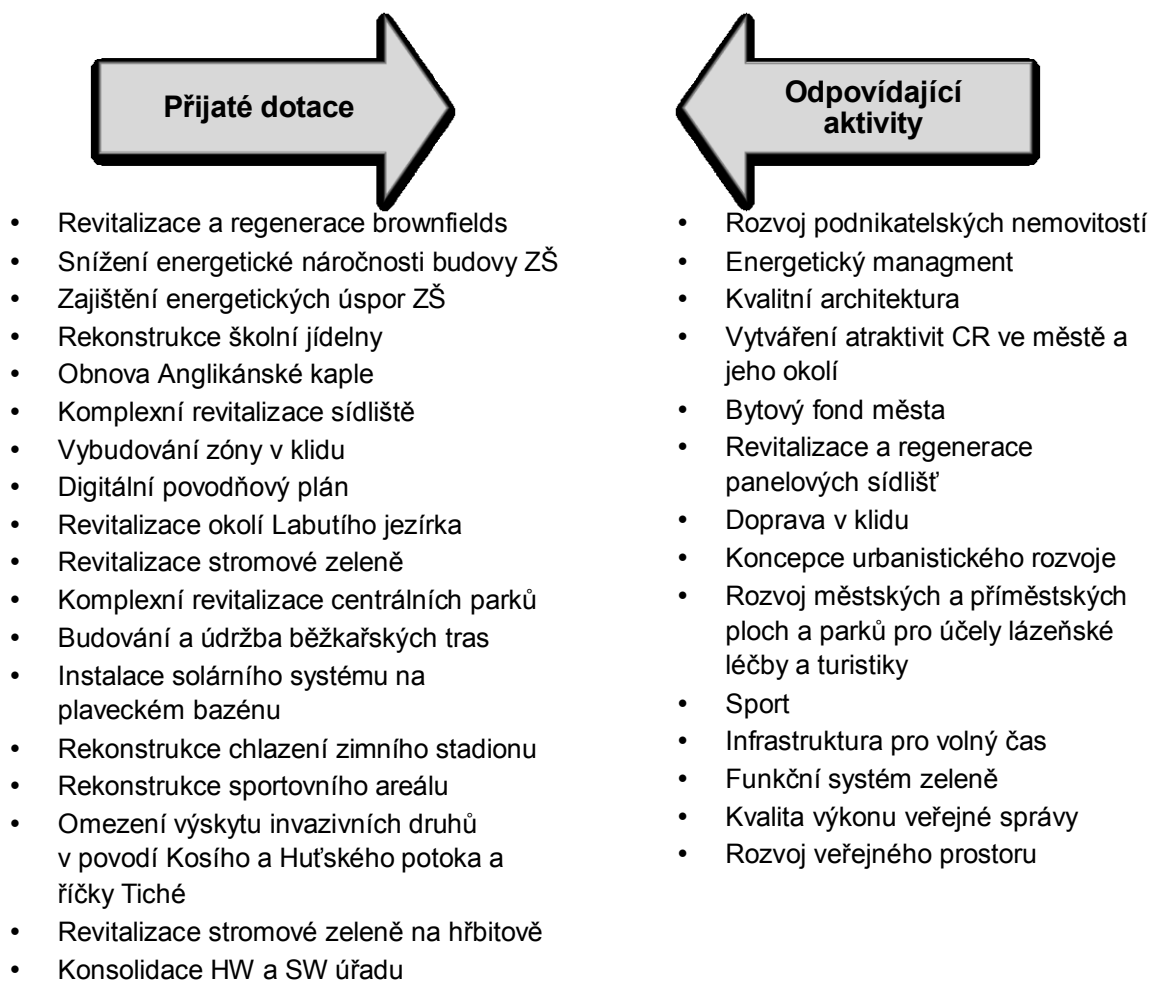 Přijaté dotace
• Revitalizace a regenerace brownfields
• Snížení energetické náročnosti budovy ZŠ
• Zajištění energetických úspor ZŠ
• Rekonstrukce školní jídelny
• Obnova Anglikánské kaple
• Komplexní revitalizace sídliště
• Vybudování zóny v klidu
• Digitální povodňový plán
• Revitalizace okolí Labutího jezírka
• Revitalizace stromové zeleně
• Komplexní revitalizace centrálních parků
• Budování a údržba běžkařských tras
• Instalace solárního systému na
plaveckém bazénu
• Rekonstrukce chlazení zimního stadionu
• Rekonstrukce sportovního areálu
• Omezení výskytu invazivních druhů
v povodí Kosího a Huťského potoka a
říčky Tiché
• Revitalizace stromové zeleně na hřbitově
• Konsolidace HW a SW úřadu
Odpovídající
aktivity
• Rozvoj podnikatelských nemovitostí
• Energetický managment
• Kvalitní architektura
• Vytváření atraktivit CR ve městě a
jeho okolí
• Bytový fond města
• Revitalizace a regenerace
panelových sídlišť
• Doprava v klidu
• Koncepce urbanistického rozvoje
• Rozvoj městských a příměstských
ploch a parků pro účely lázeňské
léčby a turistiky
• Sport
• Infrastruktura pro volný čas
• Funkční systém zeleně
• Kvalita výkonu veřejné správy
• Rozvoj veřejného prostoru